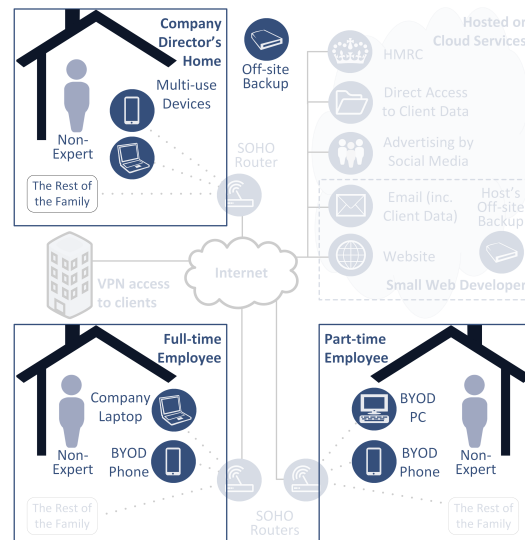 Company
Director's
Home
Multi-use
Devices
Non-
Expert
The Rest of
the Family
Off-site
Backup
SOHO
Router
Hosted or
Cloud Services
HMRC
Direct Access
to Client Data
Advertising by
Social Media
Email (inc.
Client Data)
Host's
Off-site
Backup
Website
Small Web Developer
VPN access
to clients
Internet
Full-time
Employee
Company
Laptop
BYOD
Phone
Non-
Expert
The Rest of
the Family
SOHO
Routers
Part-time
Employee
BYOD
PC
BYOD
Phone
Non-
Expert
The Rest of
the Family